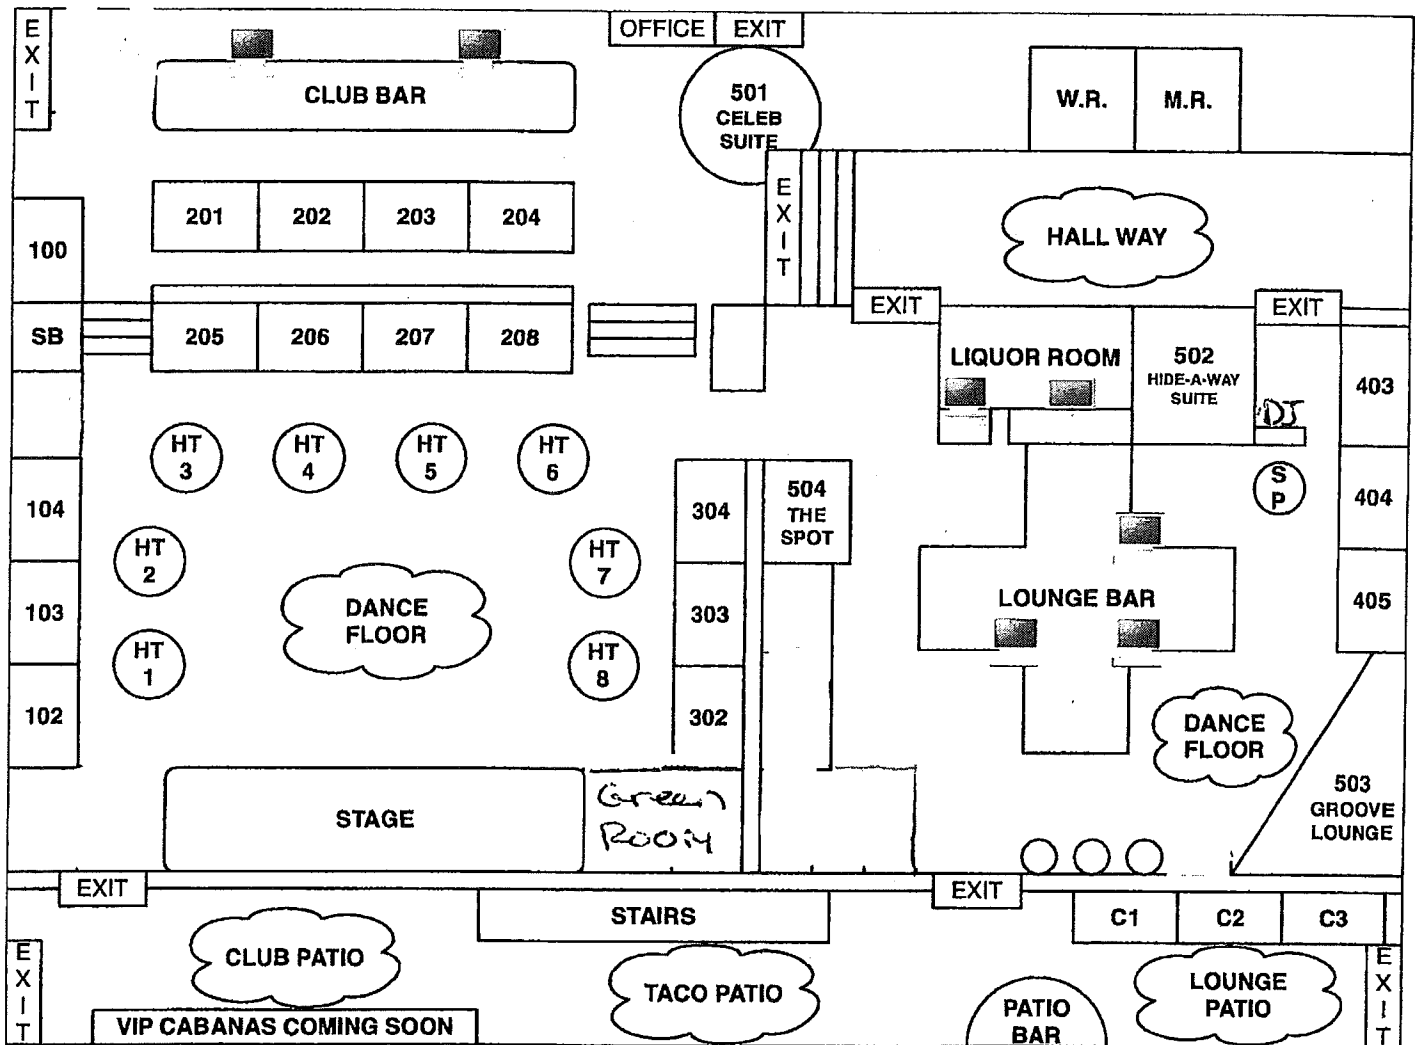 EXIT
OFFICE
EXIT
CLUB BAR
501
CELEB
SUITE
W.R.
M.R.
EXIT
201
202
203
204
100
HALL WAY
EXIT
EXIT
SB
205
206
207
208
LIQUOR ROOM
502
HIDE-A-WAY
SUITE
403
DJ
HT
3
HT
4
HT
5
HT
6
S
P
404
104
304
504
THE
SPOT
HT
2
HT
7
103
DANCE
FLOOR
303
LOUNGE BAR
405
HT
1
HT
8
102
302
DANCE
FLOOR
STAGE
Green
Room
503
GROOVE
LOUNGE
EXIT
EXIT
STAIRS
C1
C2
C3
EXIT
CLUB PATIO
TACO PATIO
LOUNGE
PATIO
EXIT
VIP CABANAS COMING SOON
PATIO
BAR